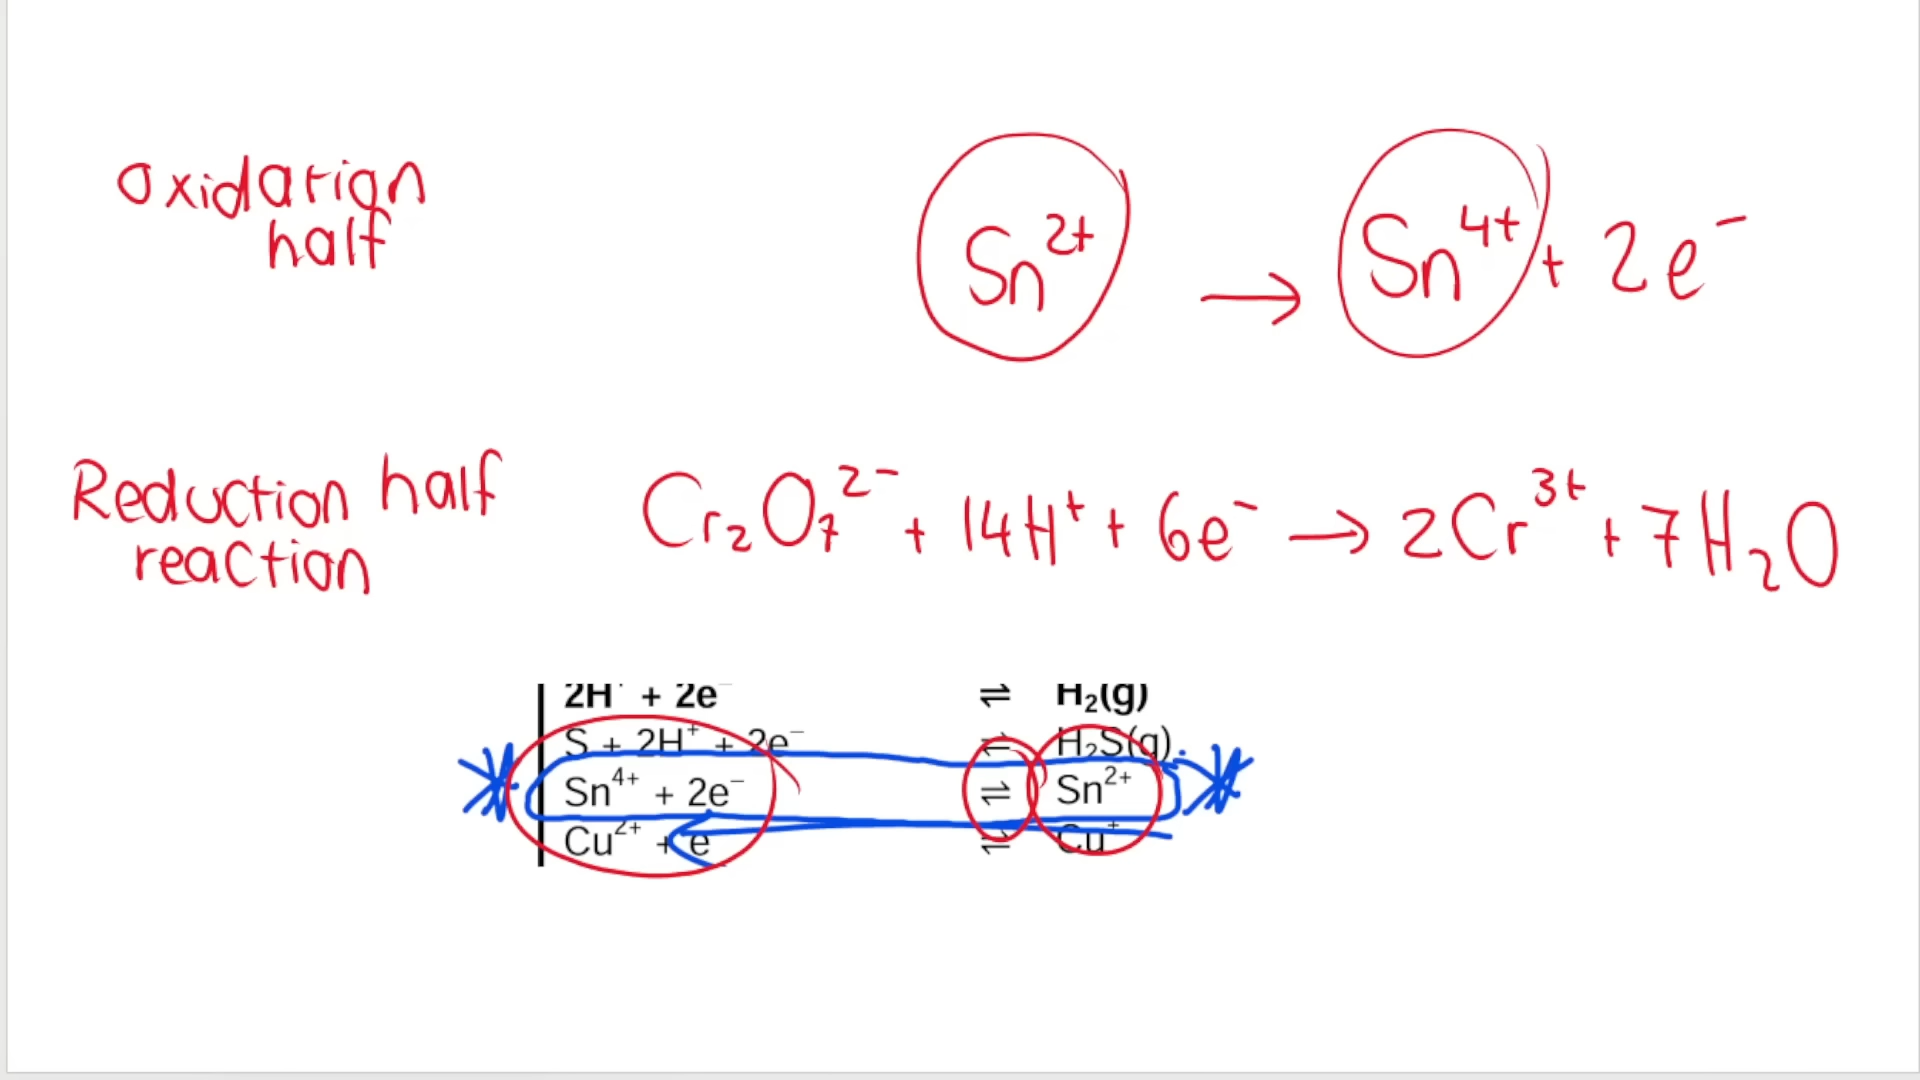 Oxidation
half
Sn²⁺ → Sn⁴⁺ + 2e⁻
Reduction half
reaction
Cr₂O₇²⁻ + 14H⁺ + 6e⁻ → 2Cr³⁺ + 7H₂O
2H⁺ + 2e⁻ ⇌ H₂(g)
S + 2H⁺ + 2e⁻ ⇌ H₂S(g)
Sn⁴⁺ + 2e⁻ ⇌ Sn²⁺
Cu²⁺ + e ⇌ Cu⁺